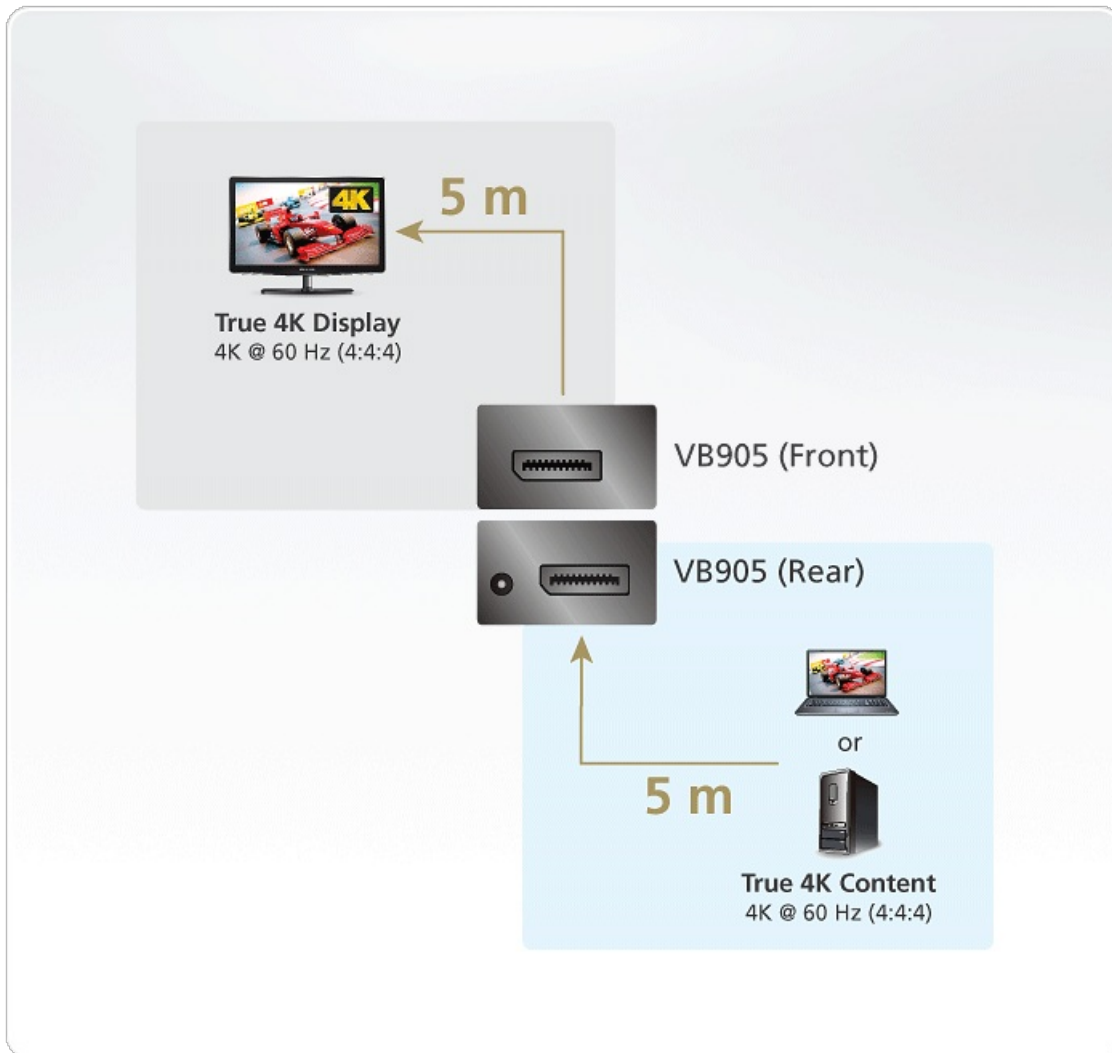 4K
5 m
True 4K Display
4K @ 60 Hz (4:4:4)
VB905 (Front)
VB905 (Rear)
or
5 m
True 4K Content
4K @ 60 Hz (4:4:4)